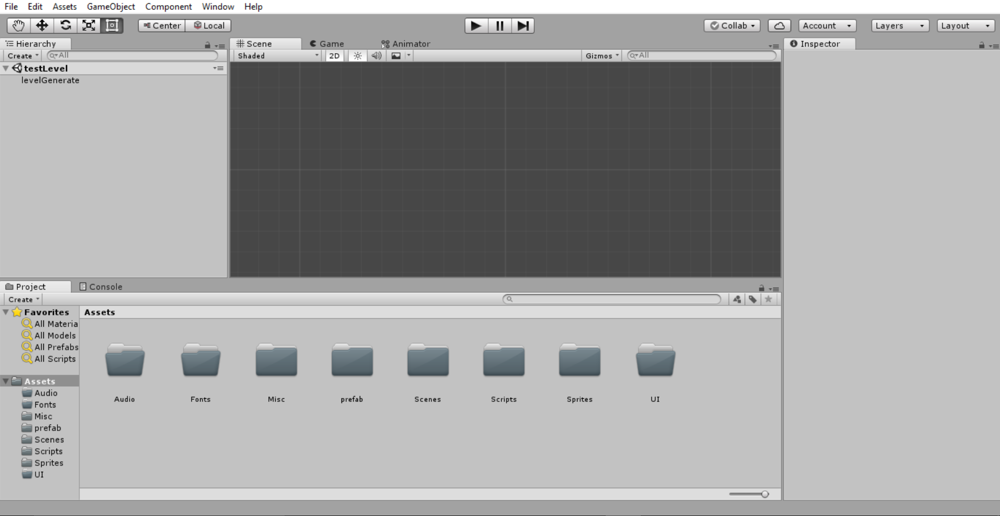 File Edit Assets GameObject Component Window Help
Center Local Collab Account Layers Layout
Hierarchy
Create All
testLevel
levelGenerate
Scene Game Animator
Shaded 2D Gizmos All
Inspector
Project Console
Create
Favorites
All Materia
All Models
All Prefabs
All Scripts
Assets
Audio
Fonts
Misc
prefab
Scenes
Scripts
Sprites
UI
Assets
Audio Fonts Misc prefab Scenes Scripts Sprites UI